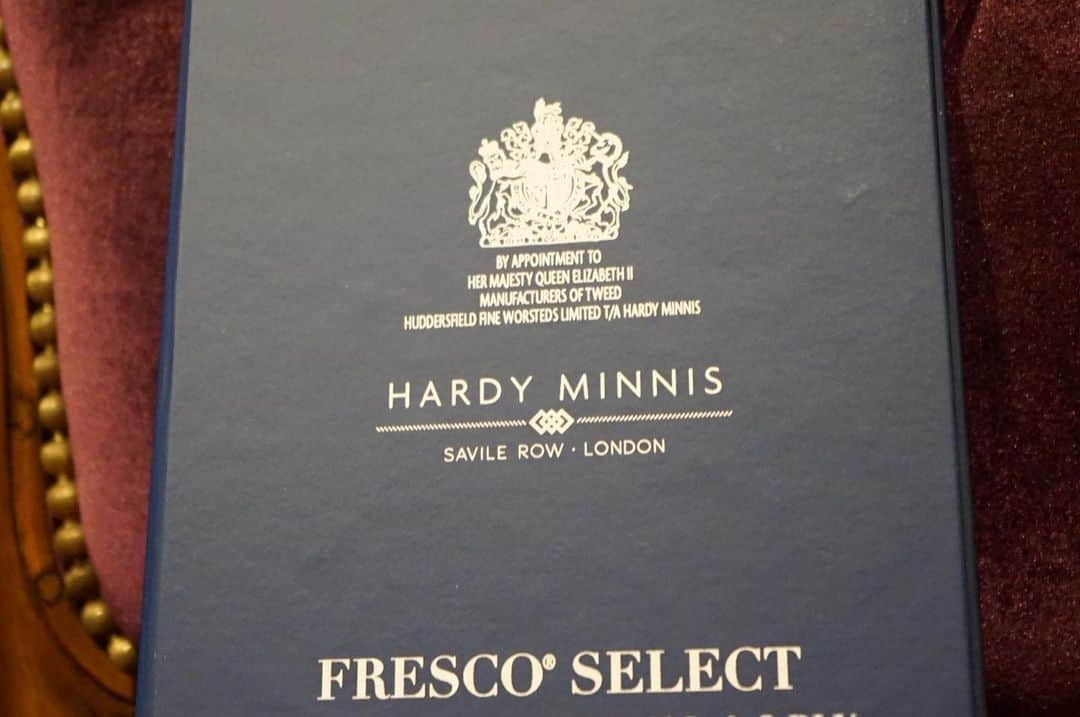 BY APPOINTMENT TO
HER MAJESTY QUEEN ELIZABETH II
MANUFACTURERS OF TWEED
HUDDERSFIELD FINE WORSTEDS LIMITED T/A HARDY MINNIS
HARDY MINNIS
SAVILE ROW · LONDON
FRESCO® SELECT